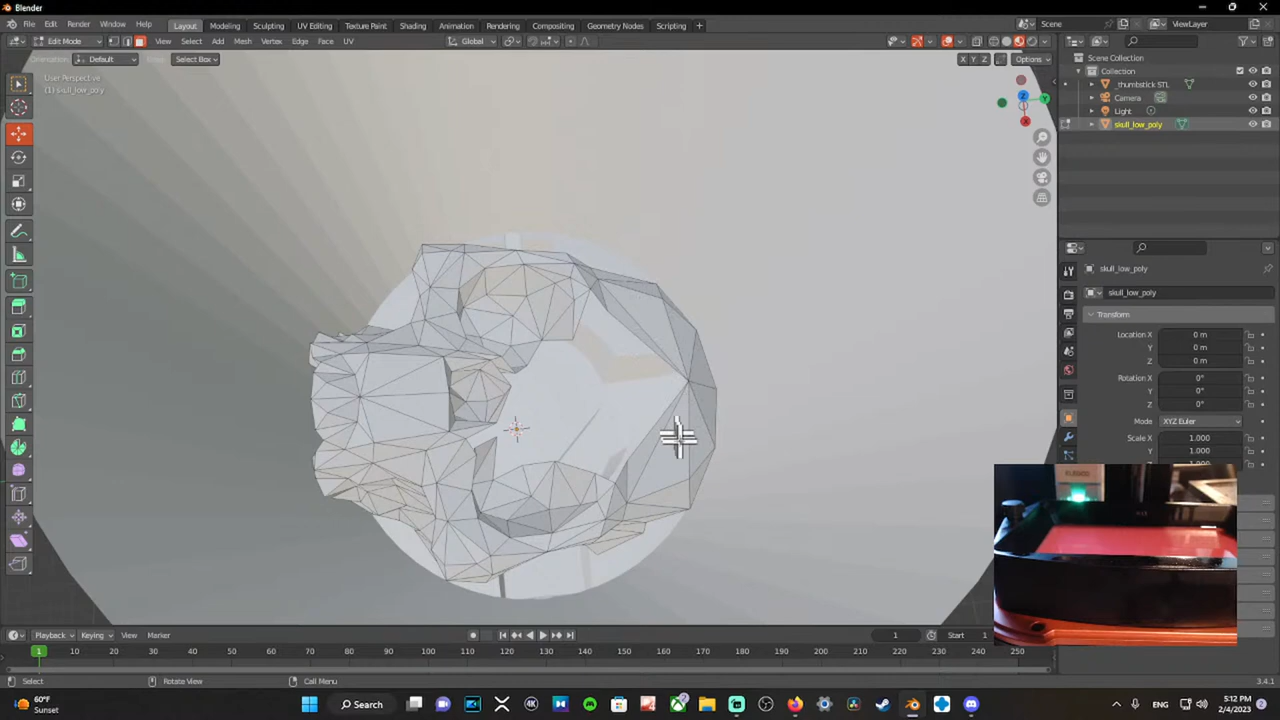 Blender
File Edit Render Window Help Layout Modeling Sculpting UV Editing Texture Paint Shading Animation Rendering Compositing Geometry Nodes Scripting + Scene ViewLayer
Edit Mode View Select Add Mesh Vertex Edge Face UV Global
Orientation: Default Select Box X Y Z Options
User Perspective
(1) skull_low_poly
Scene Collection
Collection
_thumbstick STL
Camera
Light
skull_low_poly
skull_low_poly
skull_low_poly
Transform
Location X 0 m
Y 0 m
Z 0 m
Rotation X 0°
Y 0°
Z 0°
Mode XYZ Euler
Scale X 1.000
Y 1.000
Playback Keying View Marker 1 Start 1
1 10 20 30 40 50 60 70 80 90 100 110 120 130 140 150 160 170 180 190 200 210 220 230 240 250
Select Rotate View Call Menu 3.4.1
60°F
Sunset
Search
ENG
5:12 PM
2/4/2023